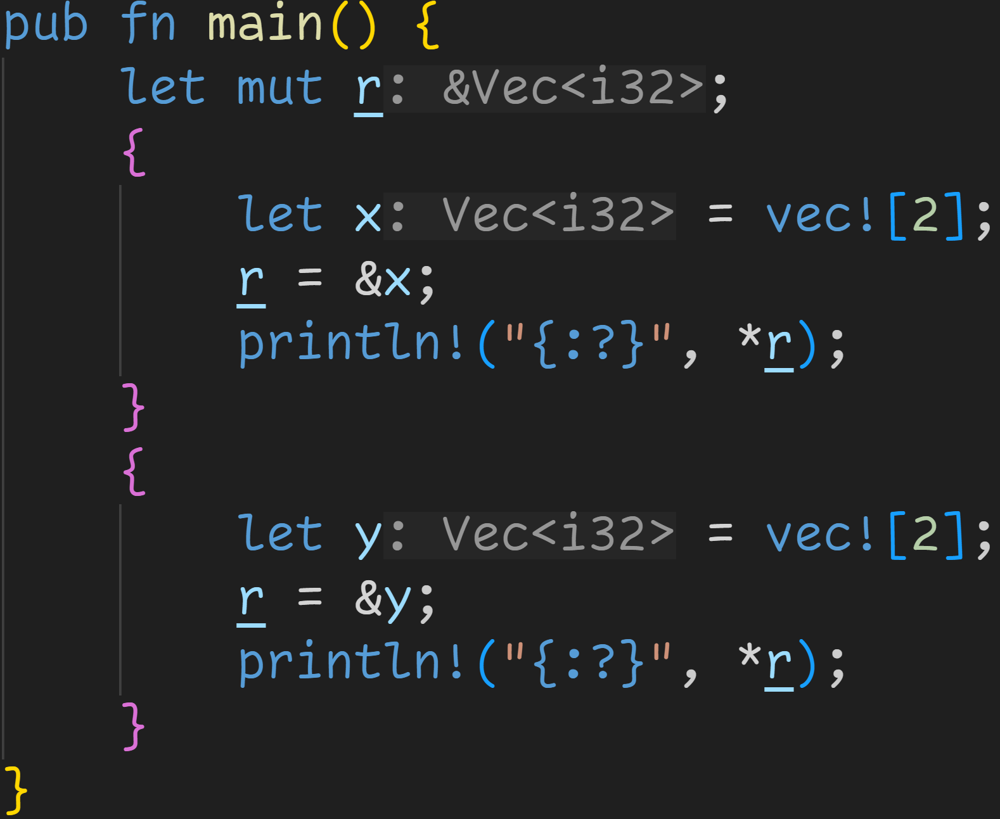 pub fn main() {
    let mut r: &Vec<i32>;
    {
        let x: Vec<i32> = vec![2];
        r = &x;
        println!("{:?}", *r);
    }
    {
        let y: Vec<i32> = vec![2];
        r = &y;
        println!("{:?}", *r);
    }
}